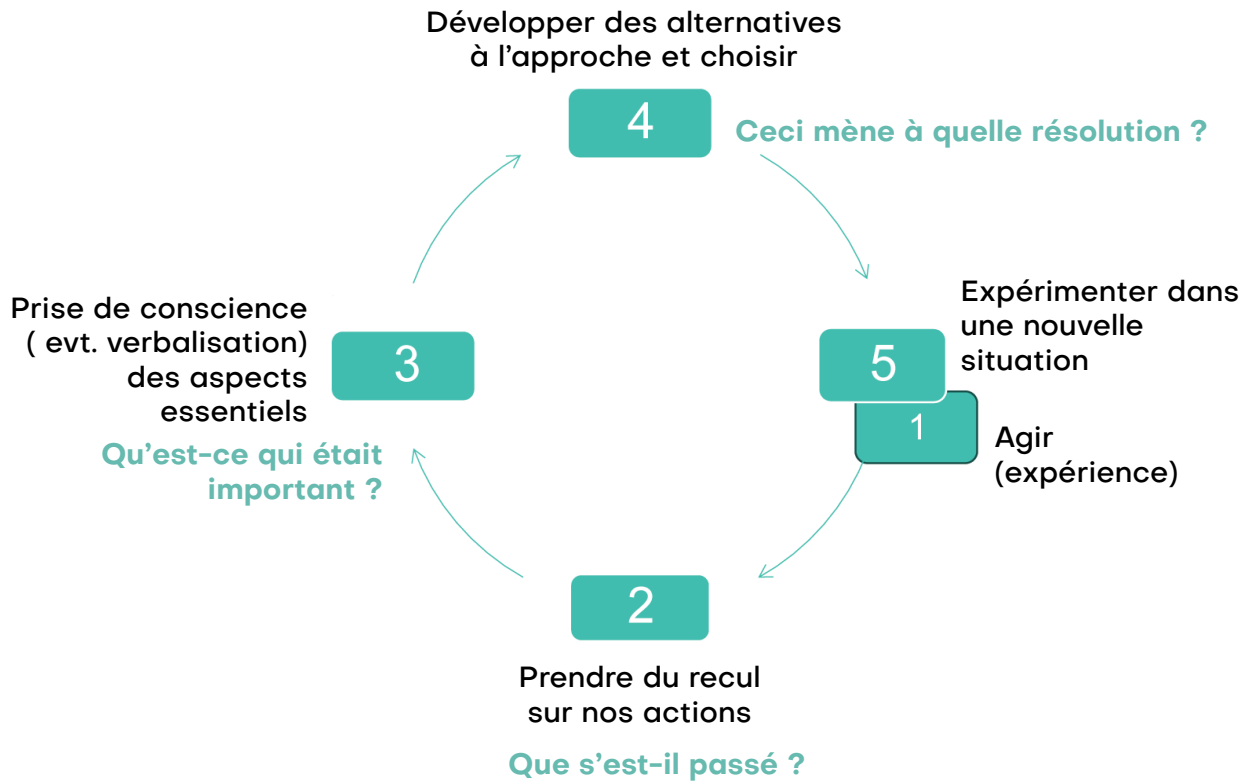 Développer des alternatives
à l’approche et choisir
4
Ceci mène à quelle résolution ?
Expérimenter dans
une nouvelle
situation
5
1
Agir
(expérience)
Prise de conscience
( evt. verbalisation)
des aspects
essentiels
3
Qu’est-ce qui était
important ?
2
Prendre du recul
sur nos actions
Que s’est-il passé ?